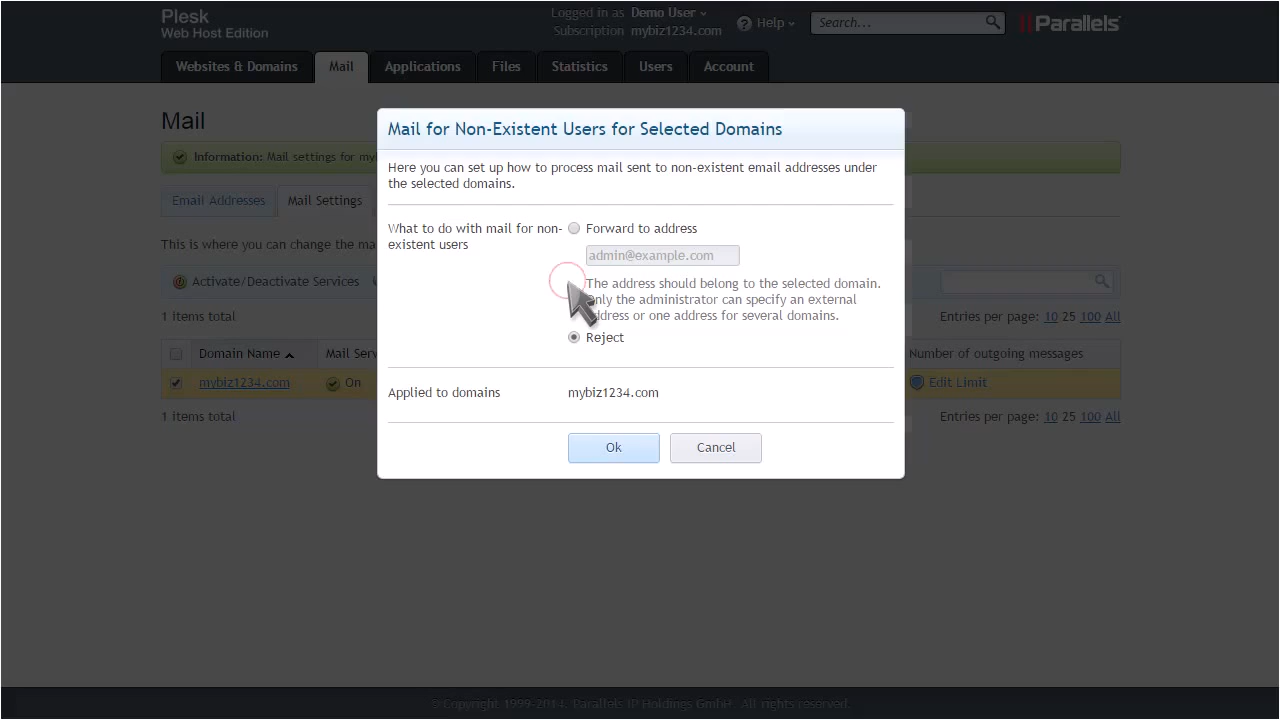 Plesk
Web Host Edition
Logged in as Demo User
Subscription mybiz1234.com
Help
Search...
Parallels
Websites & Domains
Mail
Applications
Files
Statistics
Users
Account
Mail
Information: Mail settings for my
Email Addresses
Mail Settings
This is where you can change the ma
Activate/Deactivate Services
1 items total
Entries per page: 10 25 100 All
Domain Name
Mail Serv
Number of outgoing messages
mybiz1234.com
On
Edit Limit
1 items total
Entries per page: 10 25 100 All
Mail for Non-Existent Users for Selected Domains
Here you can set up how to process mail sent to non-existent email addresses under
the selected domains.
What to do with mail for non-
existent users
Forward to address
admin@example.com
The address should belong to the selected domain.
Only the administrator can specify an external
address or one address for several domains.
Reject
Applied to domains
mybiz1234.com
Ok
Cancel
© Copyright 1999-2014. Parallels IP Holdings GmbH. All rights reserved.